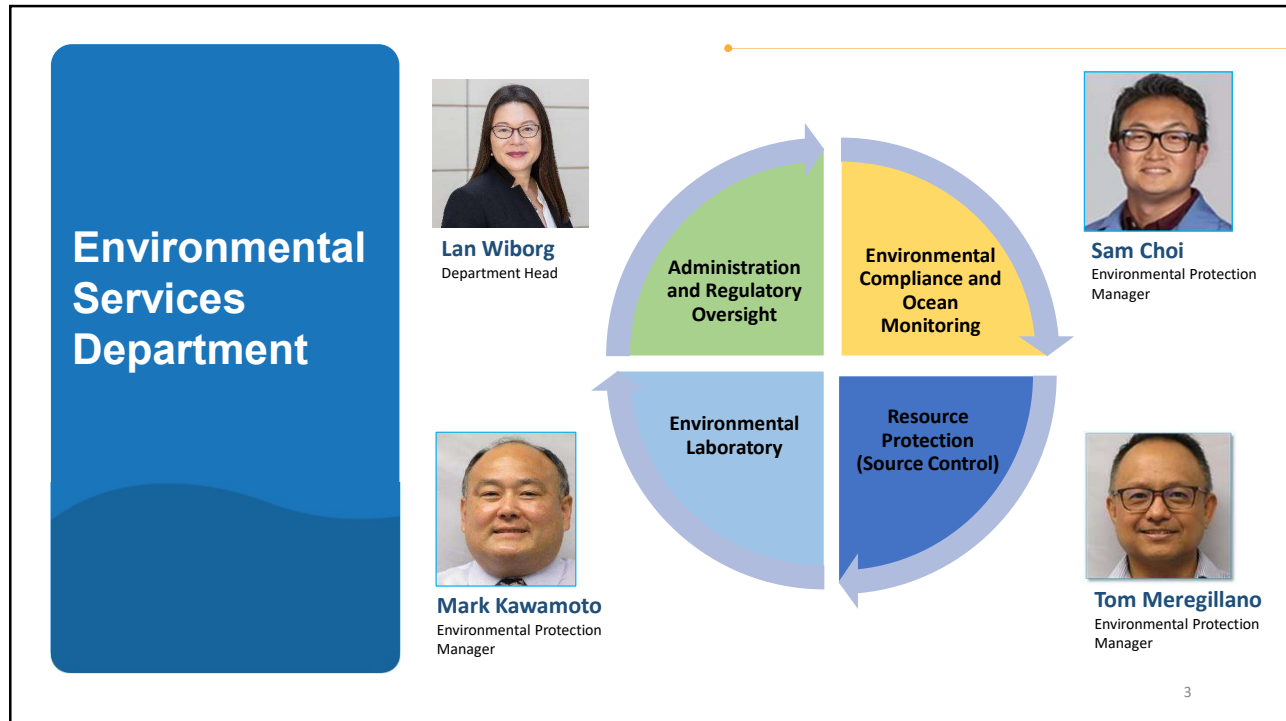 Environmental
Services
Department
Lan Wiborg
Department Head
Sam Choi
Environmental Protection
Manager
Administration
and Regulatory
Oversight
Environmental
Compliance and
Ocean
Monitoring
Environmental
Laboratory
Resource
Protection
(Source Control)
Mark Kawamoto
Environmental Protection
Manager
Tom Meregillano
Environmental Protection
Manager
3